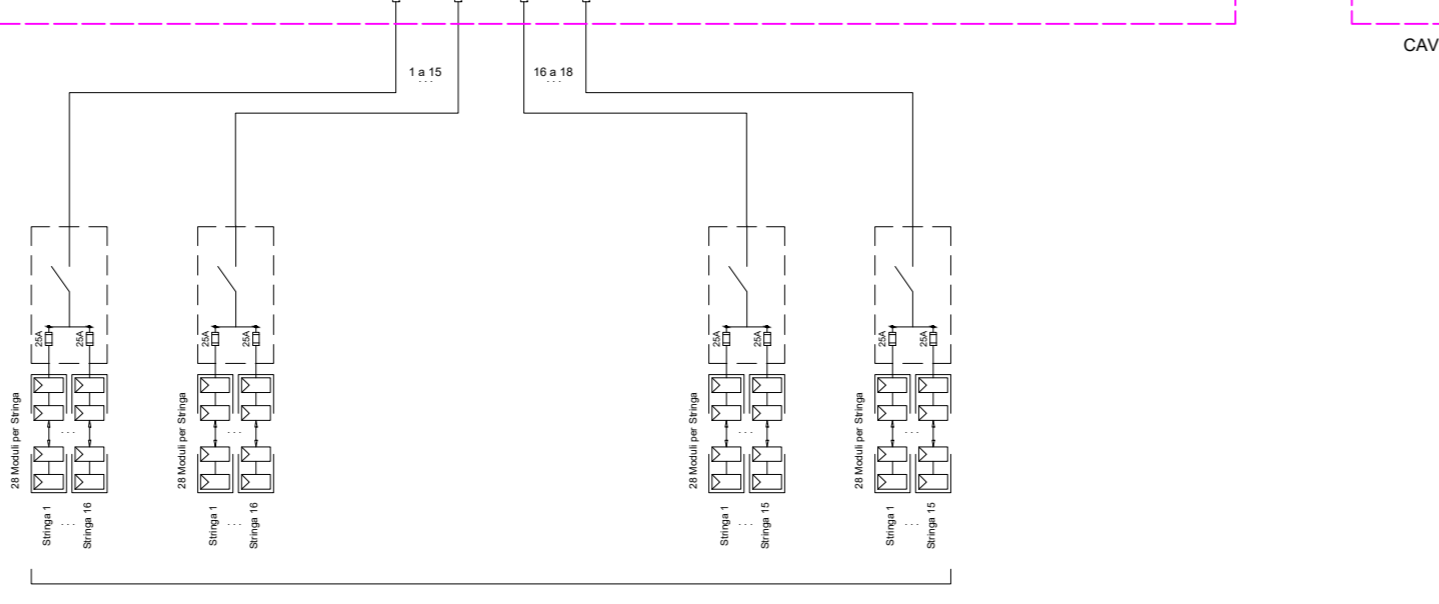 CAV
1 a 15
...
16 a 18
...
25A
25A
25A
25A
25A
25A
25A
25A
28 Moduli per Stringa
28 Moduli per Stringa
28 Moduli per Stringa
28 Moduli per Stringa
...
...
...
...
Stringa 1
...
Stringa 16
Stringa 1
...
Stringa 16
Stringa 1
...
Stringa 15
Stringa 1
...
Stringa 15